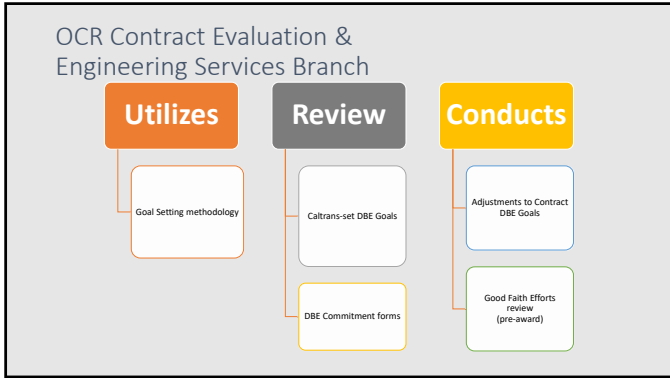 OCR Contract Evaluation &
Engineering Services Branch
Utilizes
Goal Setting methodology
Review
Caltrans-set DBE Goals
DBE Commitment forms
Conducts
Adjustments to Contract
DBE Goals
Good Faith Efforts
review
(pre-award)